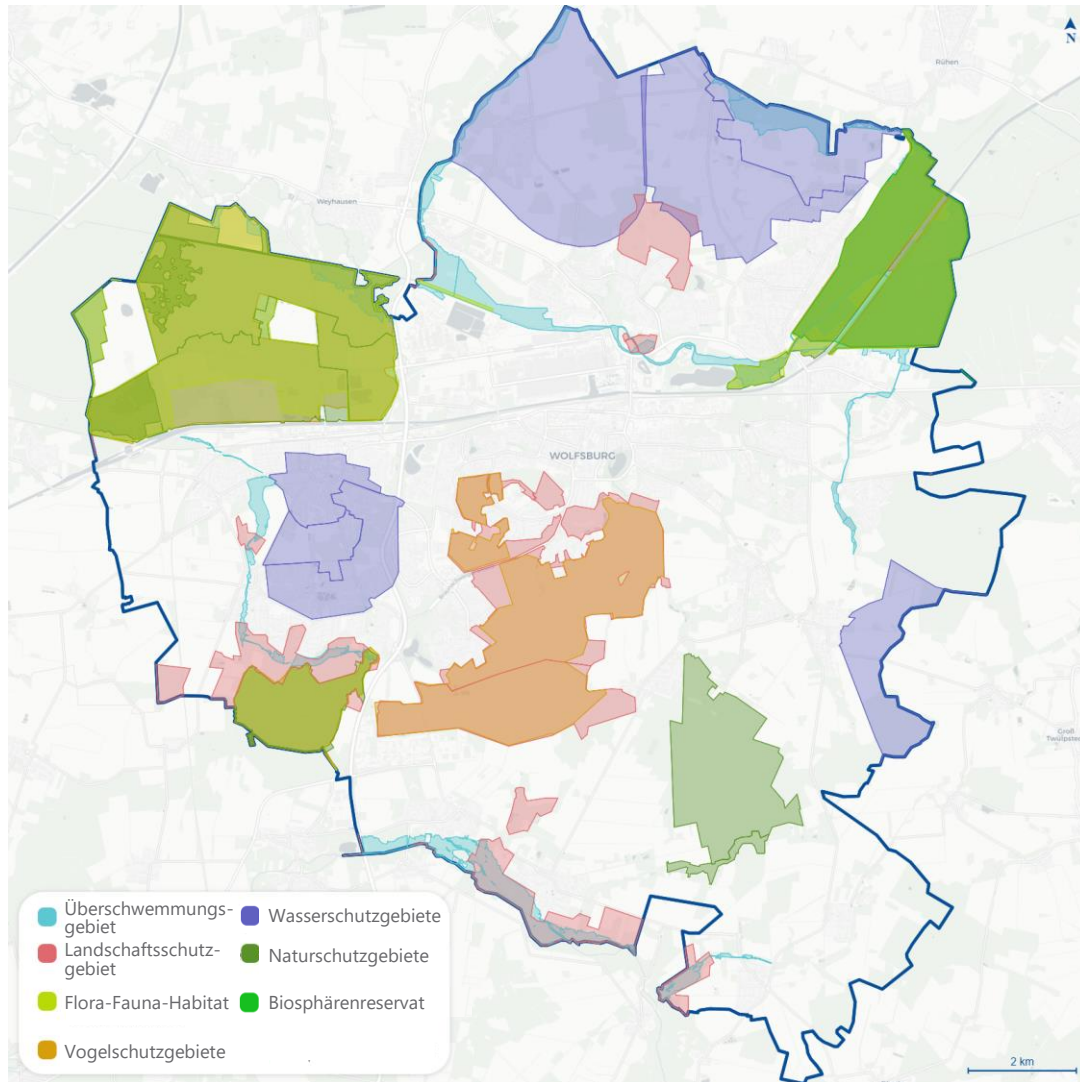 N
Rühen
Weyhausen
WOLFSBURG
Groß
Twülpstedt
Überschwemmungs-
gebiet
Wasserschutzgebiete
Landschaftsschutz-
gebiet
Naturschutzgebiete
Flora-Fauna-Habitat
Biosphärenreservat
Vogelschutzgebiete
2 km